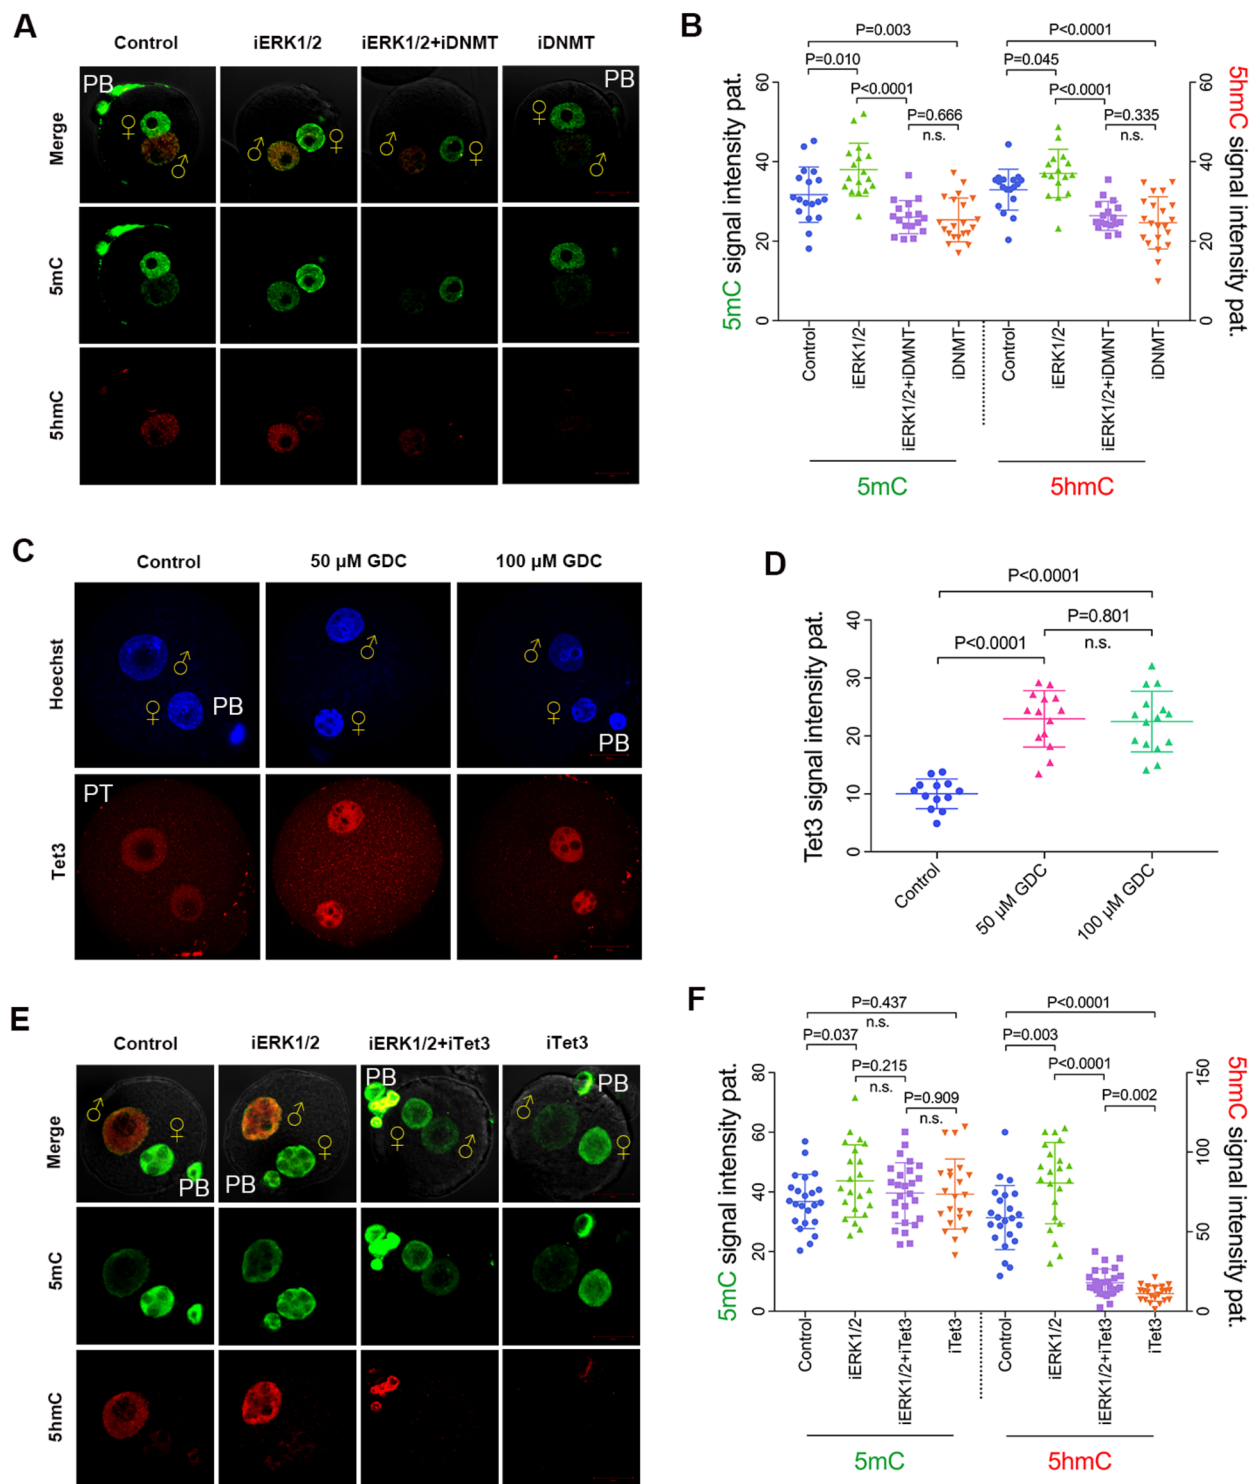 A
Control
iERK1/2
iERK1/2+iDNMT
iDNMT
Merge
PB
♀
♂
♂
♀
♂
♀
PB
♀
♂
5mC
5hmC
B
P=0.003
P<0.0001
P=0.010
P=0.045
P<0.0001
P<0.0001
P=0.666
n.s.
P=0.335
n.s.
5mC signal intensity pat.
60
40
20
0
5hmC signal intensity pat.
60
40
20
0
Control
iERK1/2
iERK1/2+iDMNT
iDNMT
Control
iERK1/2
iERK1/2+iDMNT
iDNMT
5mC
5hmC
C
Control
50 µM GDC
100 µM GDC
Hoechst
♂
♀
PB
♂
♀
♂
♀
PB
Tet3
PT
D
P<0.0001
P=0.801
n.s.
P<0.0001
Tet3 signal intensity pat.
40
30
20
10
0
Control
50 µM GDC
100 µM GDC
E
Control
iERK1/2
iERK1/2+iTet3
iTet3
Merge
♂
♀
PB
♂
♀
PB
PB
♀
♂
PB
♂
♀
5mC
5hmC
F
P=0.437
n.s.
P<0.0001
P=0.037
P=0.003
P=0.215
n.s.
P<0.0001
P=0.909
n.s.
P=0.002
5mC signal intensity pat.
80
60
40
20
0
5hmC signal intensity pat.
150
100
50
0
Control
iERK1/2
iERK1/2+iTet3
iTet3
Control
iERK1/2
iERK1/2+iTet3
iTet3
5mC
5hmC